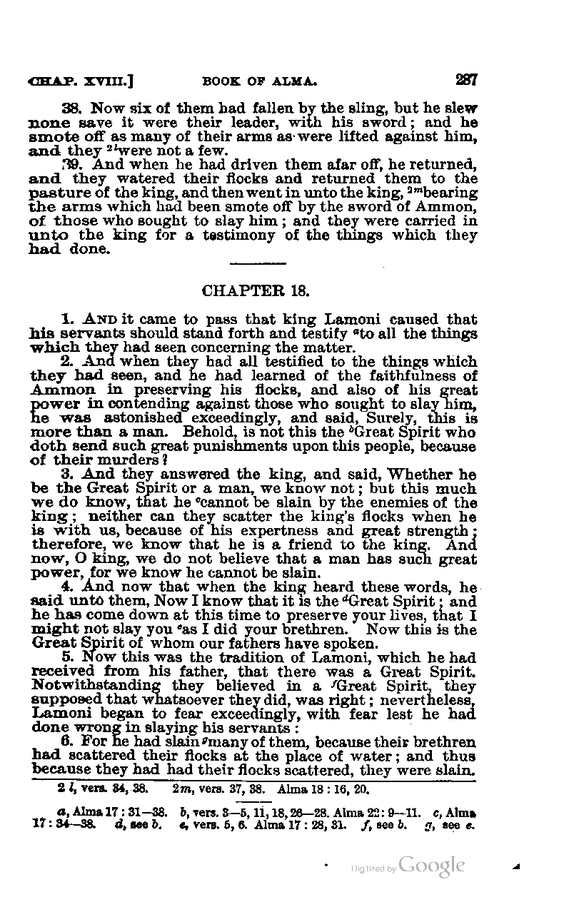 CHAP. XVIII.] BOOK OF ALMA. 287
38. Now six of them had fallen by the sling, but he slew
none save it were their leader, with his sword; and he
smote off as many of their arms as were lifted against him,
and they ²ˡwere not a few.
39. And when he had driven them afar off, he returned,
and they watered their flocks and returned them to the
pasture of the king, and then went in unto the king, ²ᵐbearing
the arms which had been smote off by the sword of Ammon,
of those who sought to slay him; and they were carried in
unto the king for a testimony of the things which they
had done.
CHAPTER 18.
1. AND it came to pass that king Lamoni caused that
his servants should stand forth and testify ᵃto all the things
which they had seen concerning the matter.
2. And when they had all testified to the things which
they had seen, and he had learned of the faithfulness of
Ammon in preserving his flocks, and also of his great
power in contending against those who sought to slay him,
he was astonished exceedingly, and said, Surely, this is
more than a man. Behold, is not this the ᵇGreat Spirit who
doth send such great punishments upon this people, because
of their murders?
3. And they answered the king, and said, Whether he
be the Great Spirit or a man, we know not; but this much
we do know, that he ᶜcannot be slain by the enemies of the
king; neither can they scatter the king's flocks when he
is with us, because of his expertness and great strength;
therefore, we know that he is a friend to the king. And
now, O king, we do not believe that a man has such great
power, for we know he cannot be slain.
4. And now that when the king heard these words, he
said unto them, Now I know that it is the ᵈGreat Spirit; and
he has come down at this time to preserve your lives, that I
might not slay you ᵉas I did your brethren. Now this is the
Great Spirit of whom our fathers have spoken.
5. Now this was the tradition of Lamoni, which he had
received from his father, that there was a Great Spirit.
Notwithstanding they believed in a ᶠGreat Spirit, they
supposed that whatsoever they did, was right; nevertheless,
Lamoni began to fear exceedingly, with fear lest he had
done wrong in slaying his servants:
6. For he had slain ᵍmany of them, because their brethren
had scattered their flocks at the place of water; and thus
because they had had their flocks scattered, they were slain.
2 l, vers. 34, 38. 2m, vers. 37, 38. Alma 18: 16, 20.
a, Alma 17: 31—38. b, vers. 3—5, 11, 18, 26—28. Alma 22: 9—11. c, Alma
17: 34—38. d, see b. e, vers. 5, 6. Alma 17: 28, 31. f, see b. g, see e.
Digitized by Google